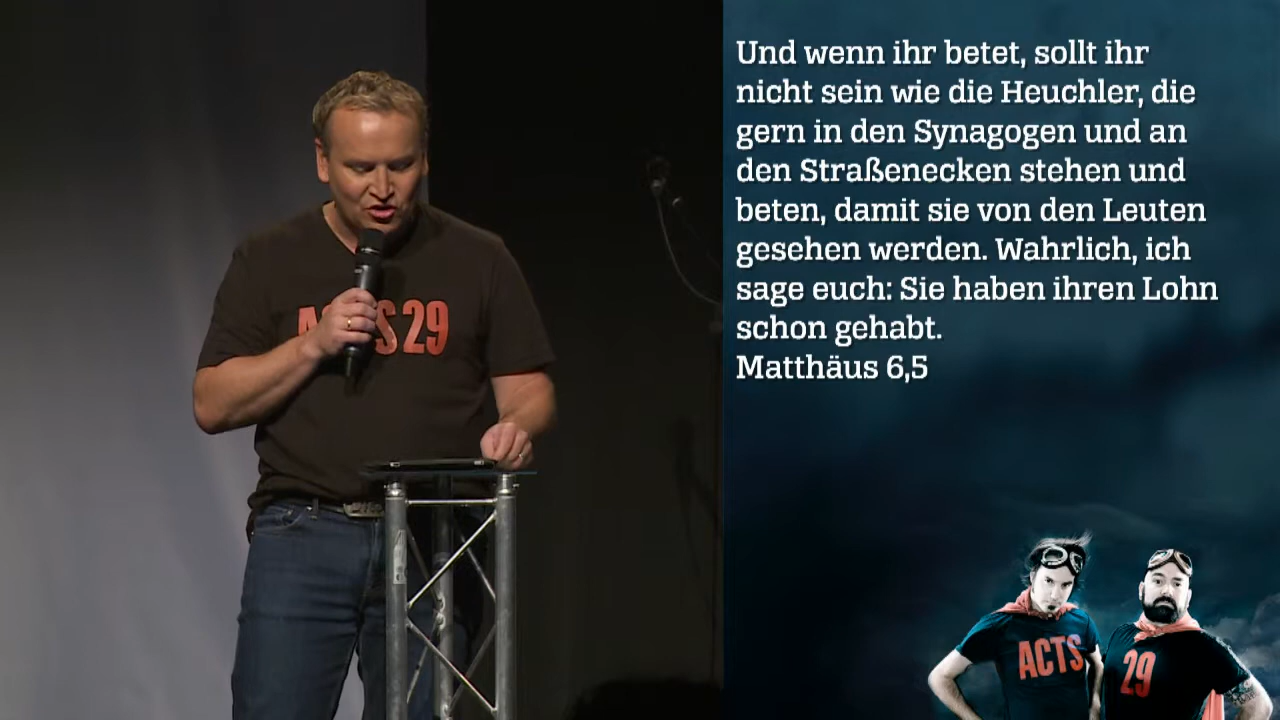 Und wenn ihr betet, sollt ihr
nicht sein wie die Heuchler, die
gern in den Synagogen und an
den Straßenecken stehen und
beten, damit sie von den Leuten
gesehen werden. Wahrlich, ich
sage euch: Sie haben ihren Lohn
schon gehabt.
Matthäus 6,5
ACTS 29
ACTS
29